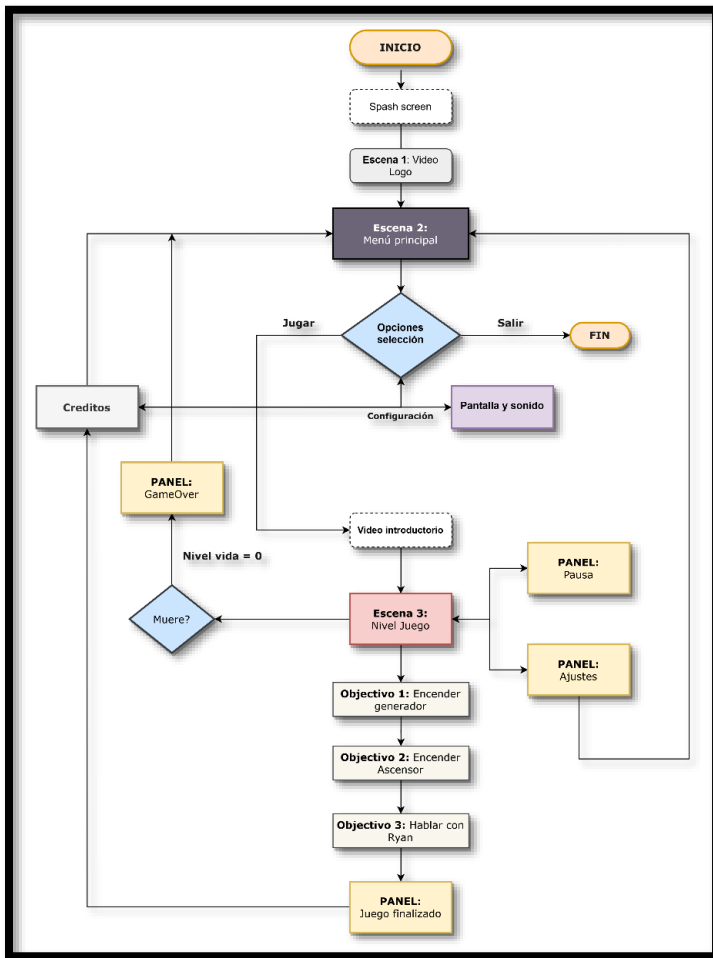 INICIO
Spash screen
Escena 1: Video
Logo
Escena 2:
Menú principal
Jugar
Opciones
selección
Salir
FIN
Creditos
Configuración
Pantalla y sonido
PANEL:
GameOver
Video introductorio
Nivel vida = 0
PANEL:
Pausa
Muere?
Escena 3:
Nivel Juego
PANEL:
Ajustes
Objectivo 1: Encender
generador
Objectivo 2: Encender
Ascensor
Objectivo 3: Hablar con
Ryan
PANEL:
Juego finalizado